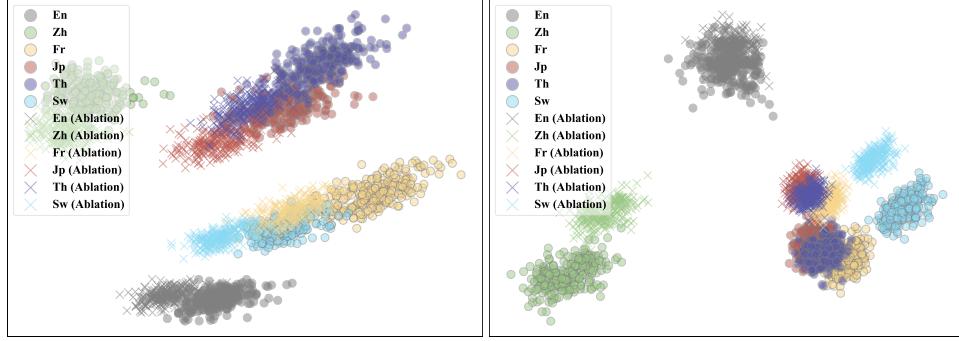 En
Zh
Fr
Jp
Th
Sw
En (Ablation)
Zh (Ablation)
Fr (Ablation)
Jp (Ablation)
Th (Ablation)
Sw (Ablation)
En
Zh
Fr
Jp
Th
Sw
En (Ablation)
Zh (Ablation)
Fr (Ablation)
Jp (Ablation)
Th (Ablation)
Sw (Ablation)